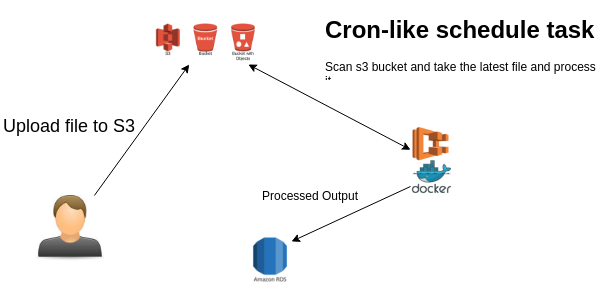 Cron-like schedule task
Scan s3 bucket and take the latest file and process
it
S3
Bucket
Bucket
Bucket with
Objects
Upload file to S3
docker
Processed Output
Amazon RDS